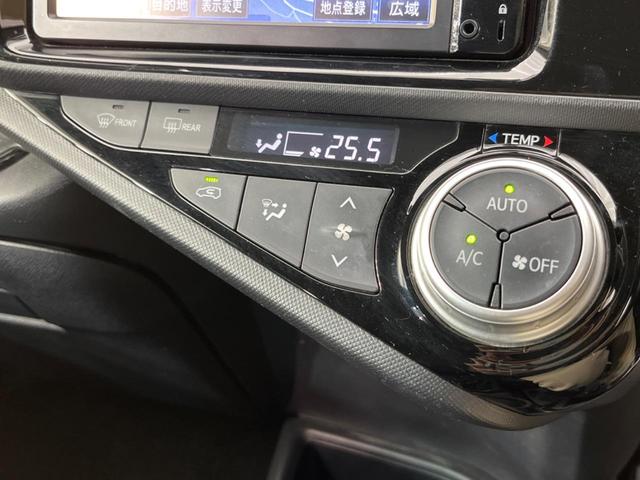 目的地 表示変更 地点登録 広域
FRONT REAR
25.5
TEMP
AUTO
A/C
OFF